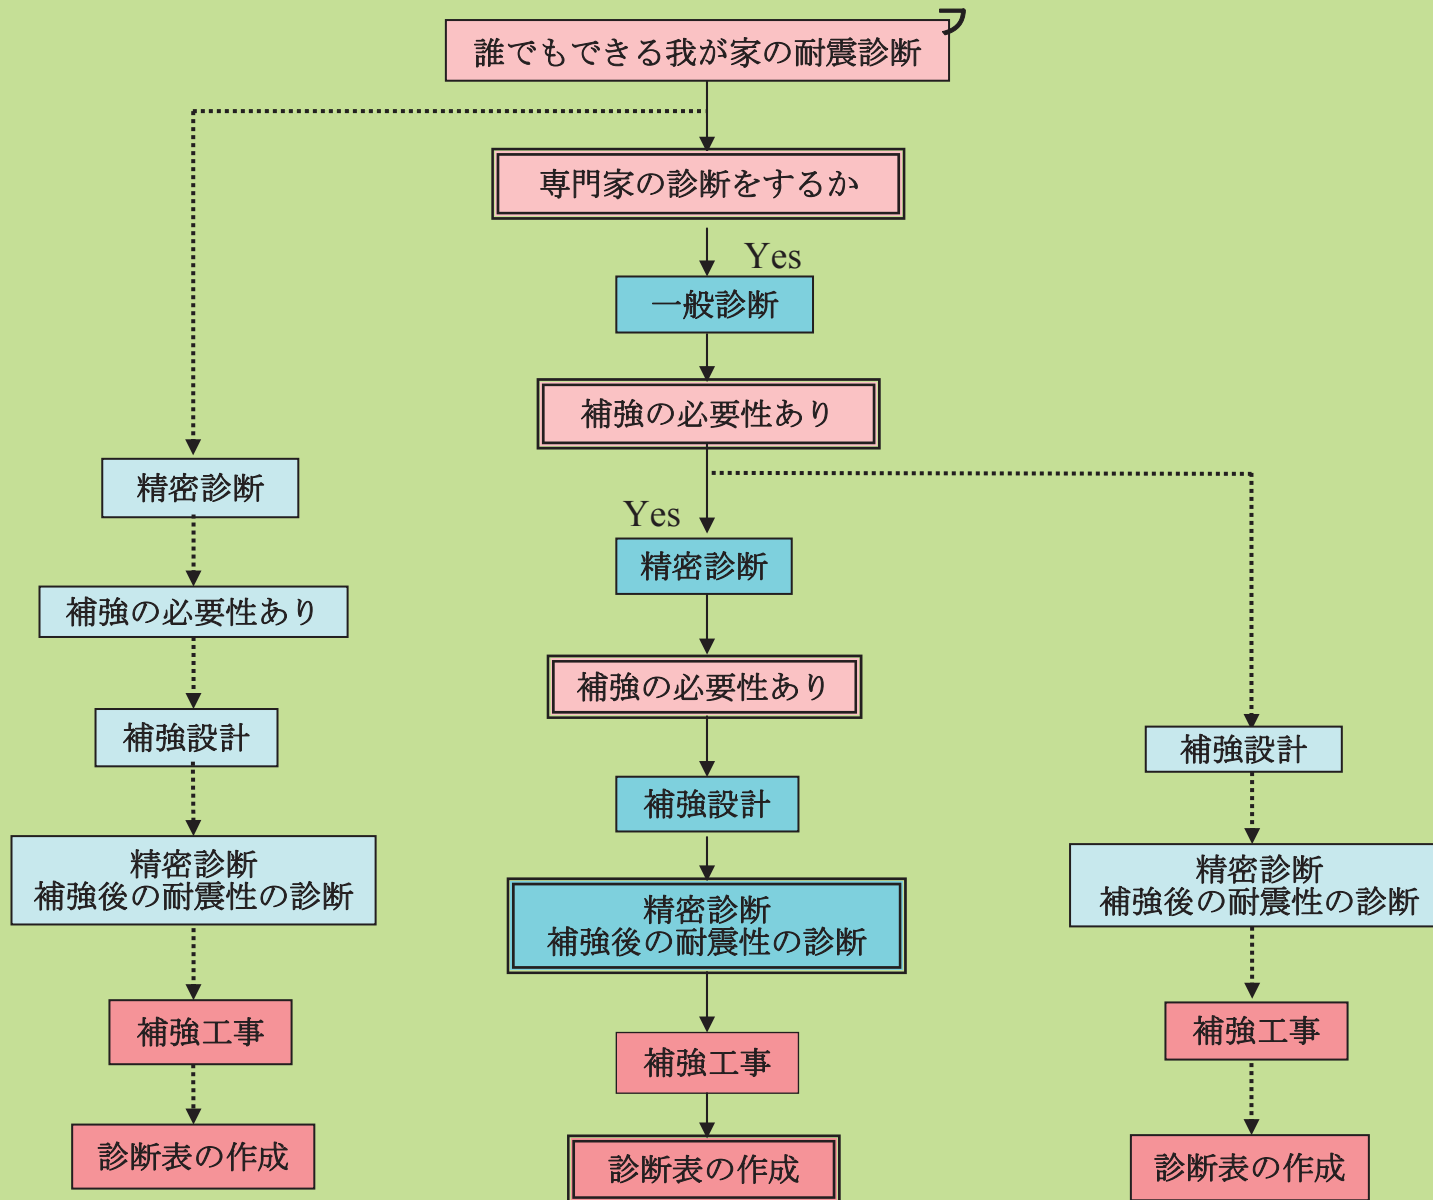 誰でもできる我が家の耐震診断
専門家の診断をするか
Yes
一般診断
補強の必要性あり
Yes
精密診断
補強の必要性あり
補強設計
精密診断
補強後の耐震性の診断
補強工事
診断表の作成
精密診断
補強の必要性あり
補強設計
精密診断
補強後の耐震性の診断
補強工事
診断表の作成
補強設計
精密診断
補強後の耐震性の診断
補強工事
診断表の作成